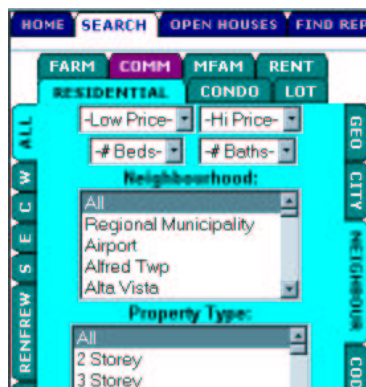 HOME SEARCH OPEN HOUSES FIND REP
FARM COMM MFAM RENT
RESIDENTIAL CONDO LOT
-Low Price- -Hi Price-
-# Beds- -# Baths-
Neighbourhood:
All
Regional Municipality
Airport
Alfred Twp
Alta Vista
Property Type:
All
2 Storey
3 Storey
ALL
W
C
E
S
RENFREW
GEO
CITY
NEIGHBOUR
COD